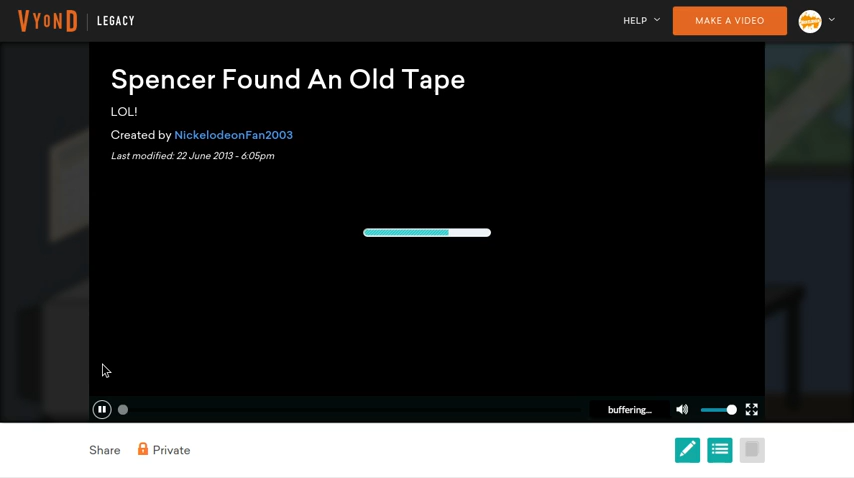 VYOND LEGACY HELP MAKE A VIDEO
Spencer Found An Old Tape
LOL!
Created by NickelodeonFan2003
Last modified: 22 June 2013 - 6:05pm
buffering...
Share Private